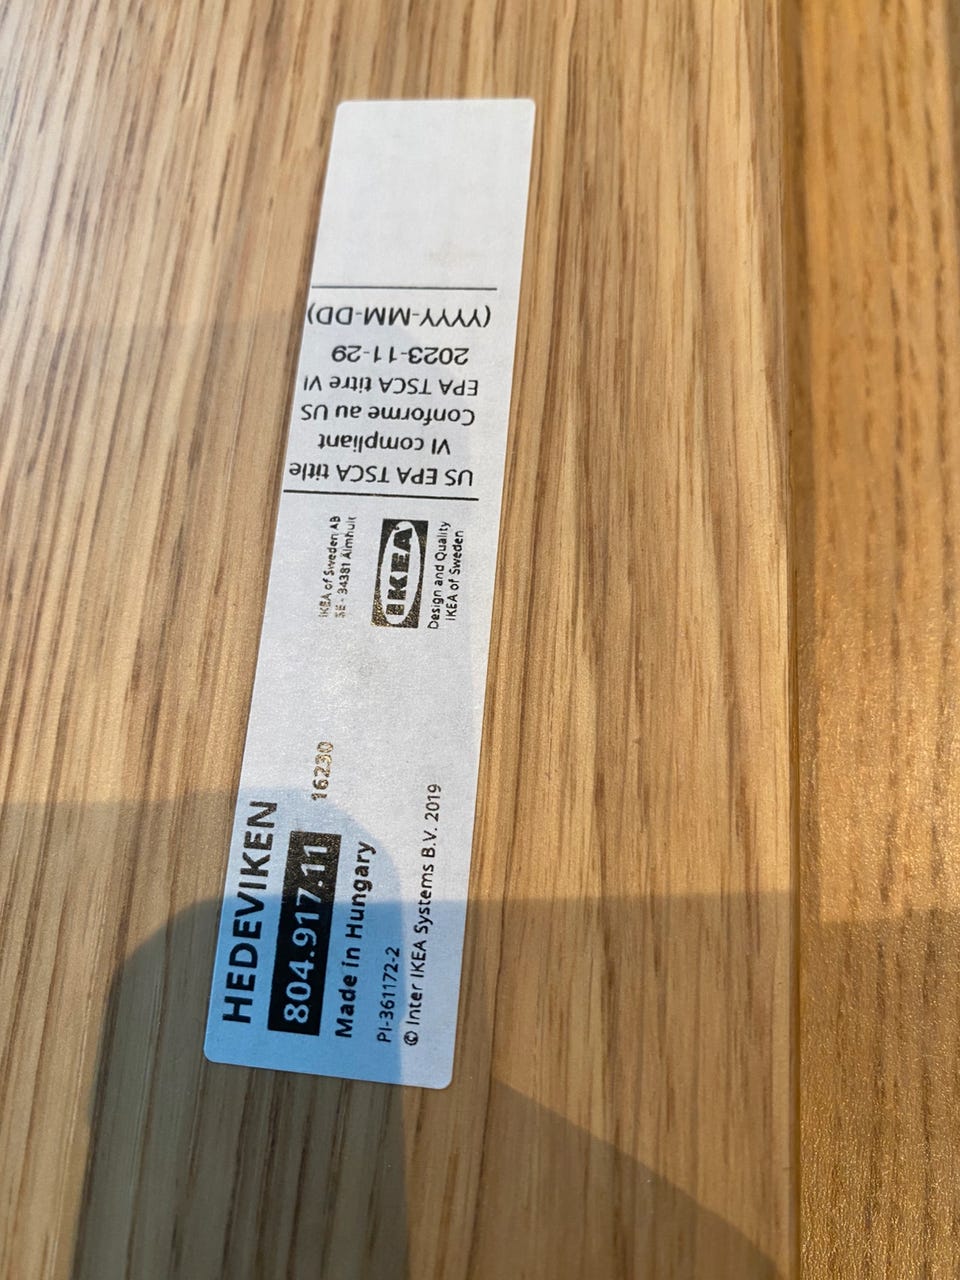 HEDEVIKEN
804.917.11
16230
Made in Hungary
PI-361172-2
© Inter IKEA Systems B.V. 2019
IKEA of Sweden AB
SE - 34381 Älmhult
IKEA
Design and Quality
IKEA of Sweden
US EPA TSCA title
VI compliant
Conforme au US
EPA TSCA titre VI
2023-11-29
(YYYY-MM-DD)